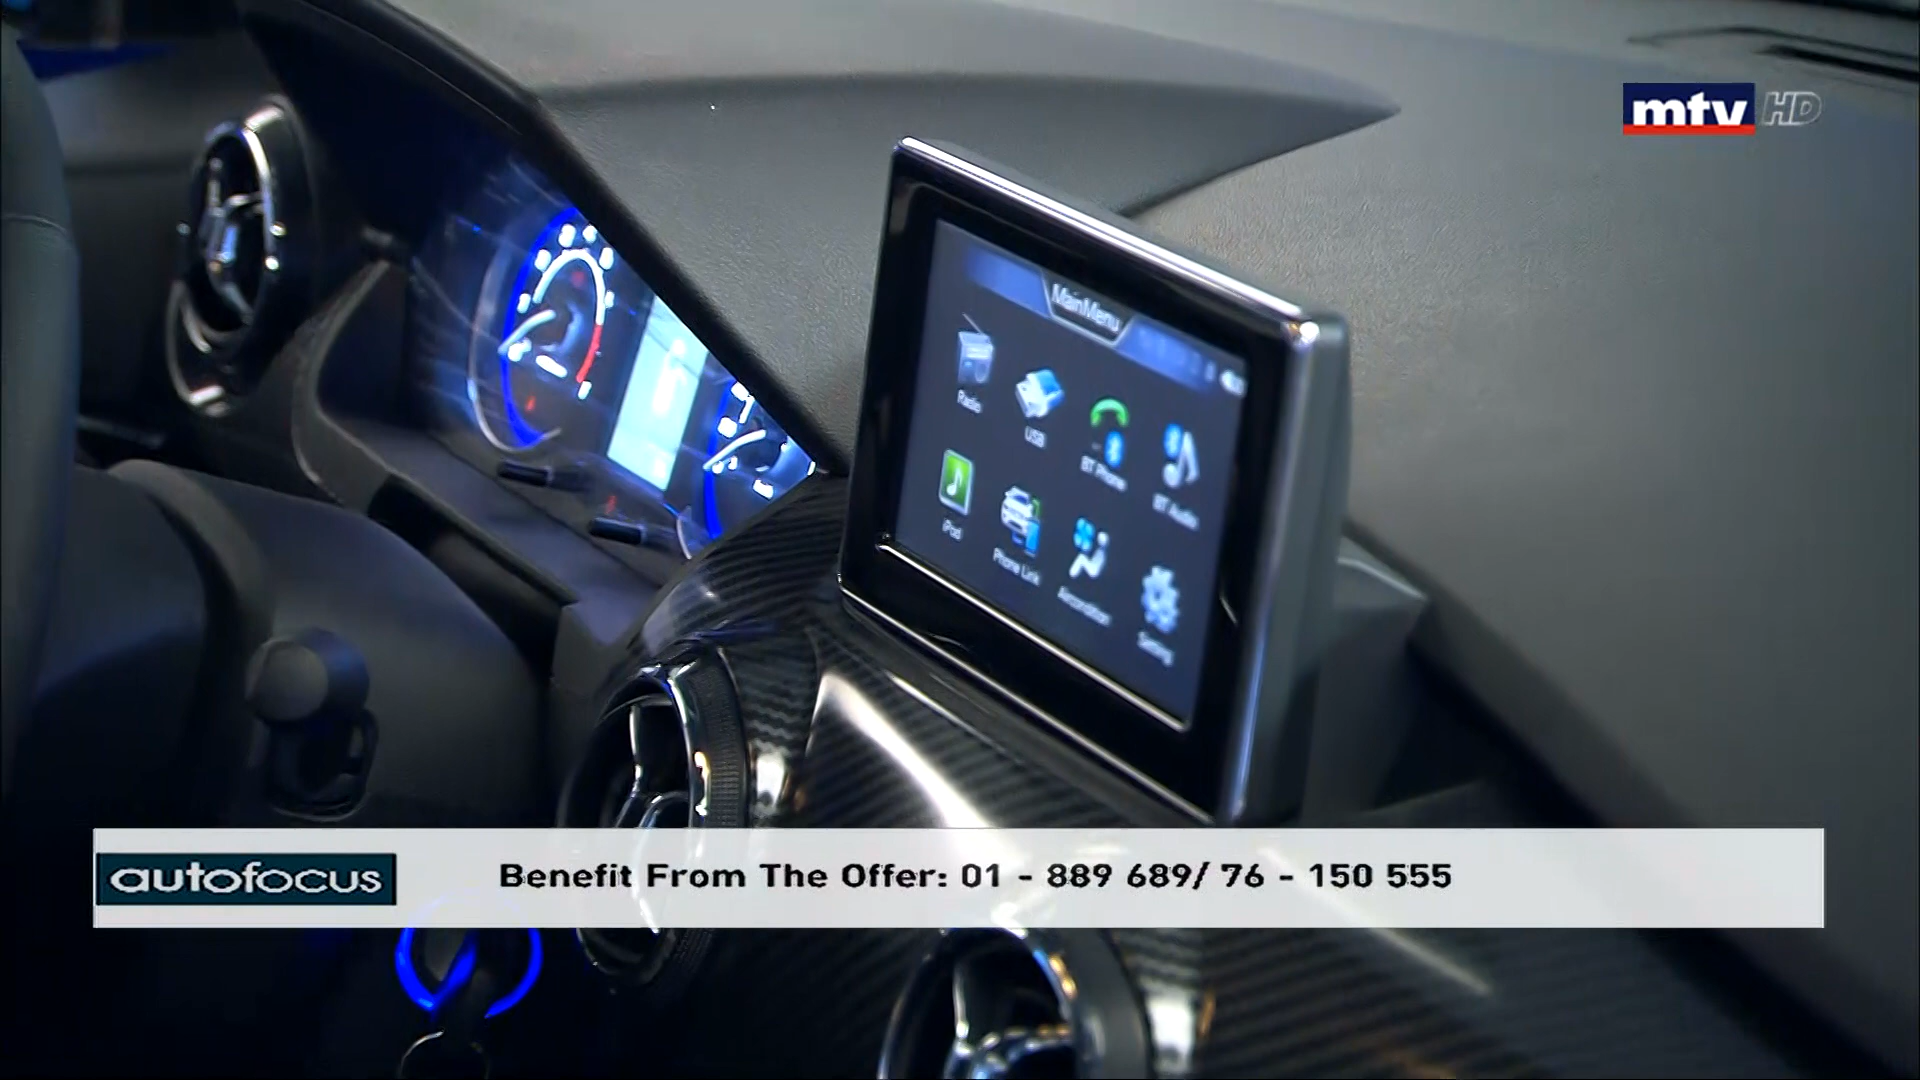 mtv HD
MainMenu
Radio
USB
BT Phone
BT Audio
iPod
Phone Link
Aircondition
Setting
autofocus
Benefit From The Offer: 01 - 889 689/ 76 - 150 555